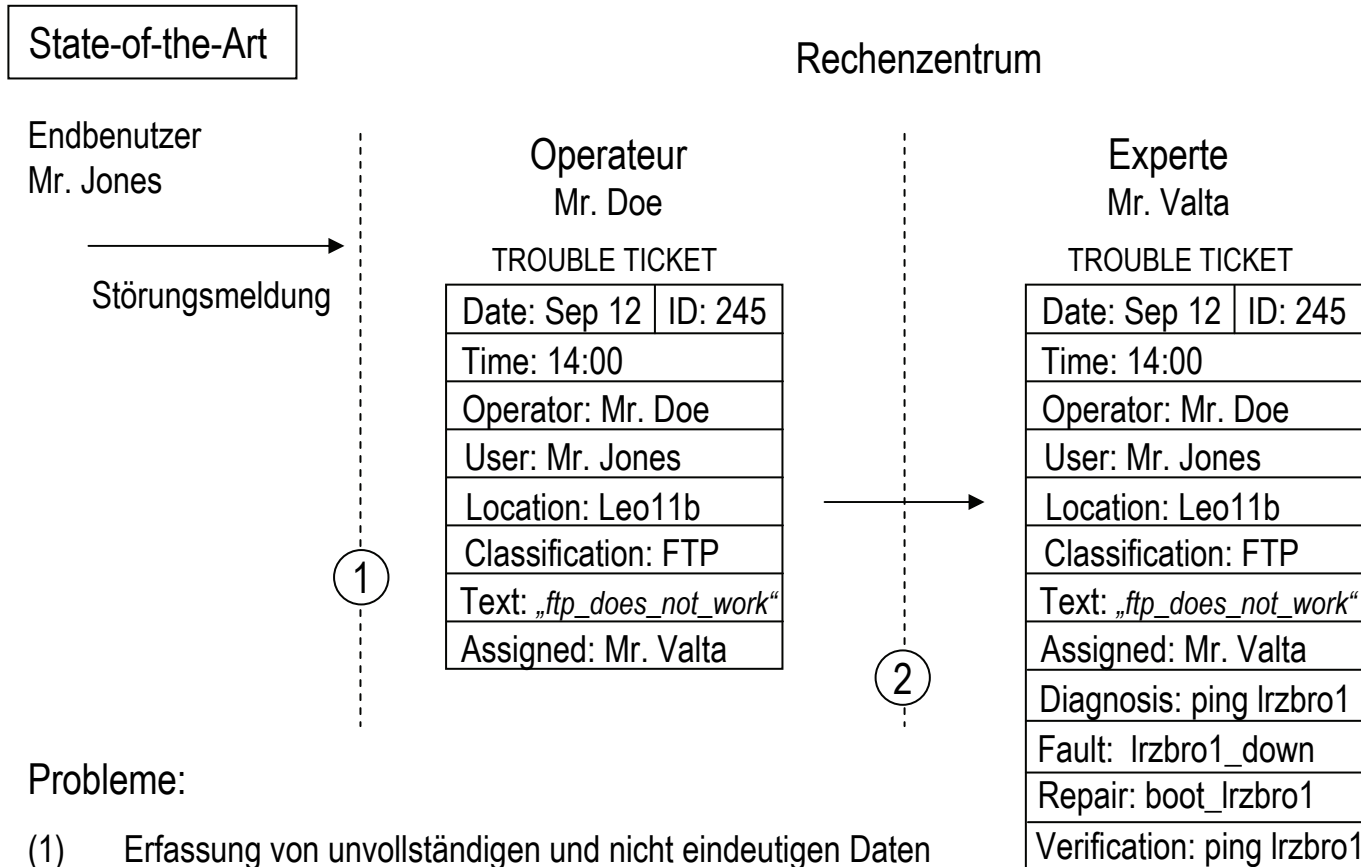 State-of-the-Art
Rechenzentrum
Endbenutzer
Mr. Jones
Störungsmeldung
Operateur
Mr. Doe
TROUBLE TICKET
Date: Sep 12 ID: 245
Time: 14:00
Operator: Mr. Doe
User: Mr. Jones
Location: Leo11b
Classification: FTP
Text: „ftp_does_not_work“
Assigned: Mr. Valta
1
2
Experte
Mr. Valta
TROUBLE TICKET
Date: Sep 12 ID: 245
Time: 14:00
Operator: Mr. Doe
User: Mr. Jones
Location: Leo11b
Classification: FTP
Text: „ftp_does_not_work“
Assigned: Mr. Valta
Diagnosis: ping lrzbro1
Fault: lrzbro1_down
Repair: boot_lrzbro1
Verification: ping lrzbro1
Probleme:
(1) Erfassung von unvollständigen und nicht eindeutigen Daten